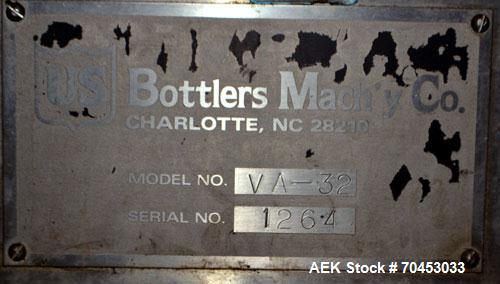 US Bottlers Mach'y Co.
CHARLOTTE, NC 28210
MODEL NO. VA-32
SERIAL NO. 1264
AEK Stock # 70453033